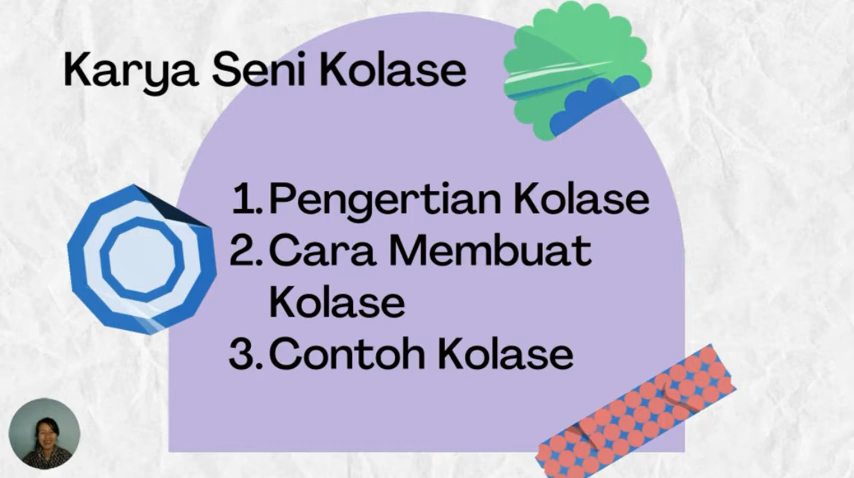 Karya Seni Kolase
1. Pengertian Kolase
2. Cara Membuat
Kolase
3. Contoh Kolase